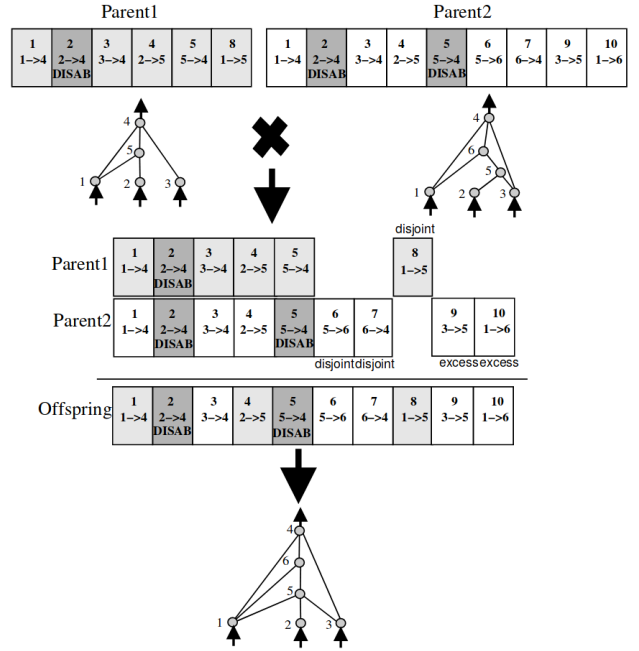 Parent1 Parent2
1 2 3 4 5 8 1 2 3 4 5 6 7 9 10
1->4 2->4 3->4 2->5 5->4 1->5 1->4 2->4 3->4 2->5 5->4 5->6 6->4 3->5 1->6
DISAB DISAB DISAB
4 4
5 6
5
1 2 3 1 2 3
disjoint
Parent1 1 2 3 4 5 8
1->4 2->4 3->4 2->5 5->4 1->5
DISAB
Parent2 1 2 3 4 5 6 7 9 10
1->4 2->4 3->4 2->5 5->4 5->6 6->4 3->5 1->6
DISAB DISAB
disjoint disjoint excess excess
Offspring 1 2 3 4 5 6 7 8 9 10
1->4 2->4 3->4 2->5 5->4 5->6 6->4 1->5 3->5 1->6
DISAB DISAB
4
6
5
1 2 3